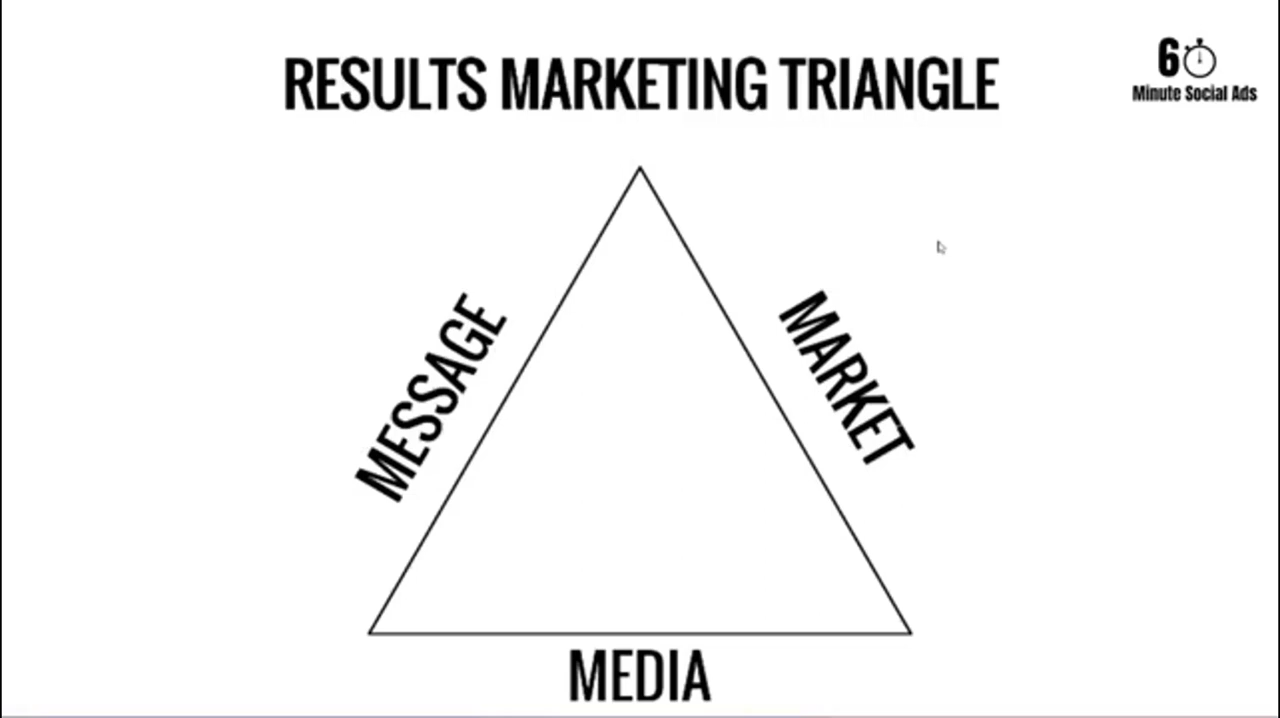 RESULTS MARKETING TRIANGLE
6
Minute Social Ads
MESSAGE
MARKET
MEDIA